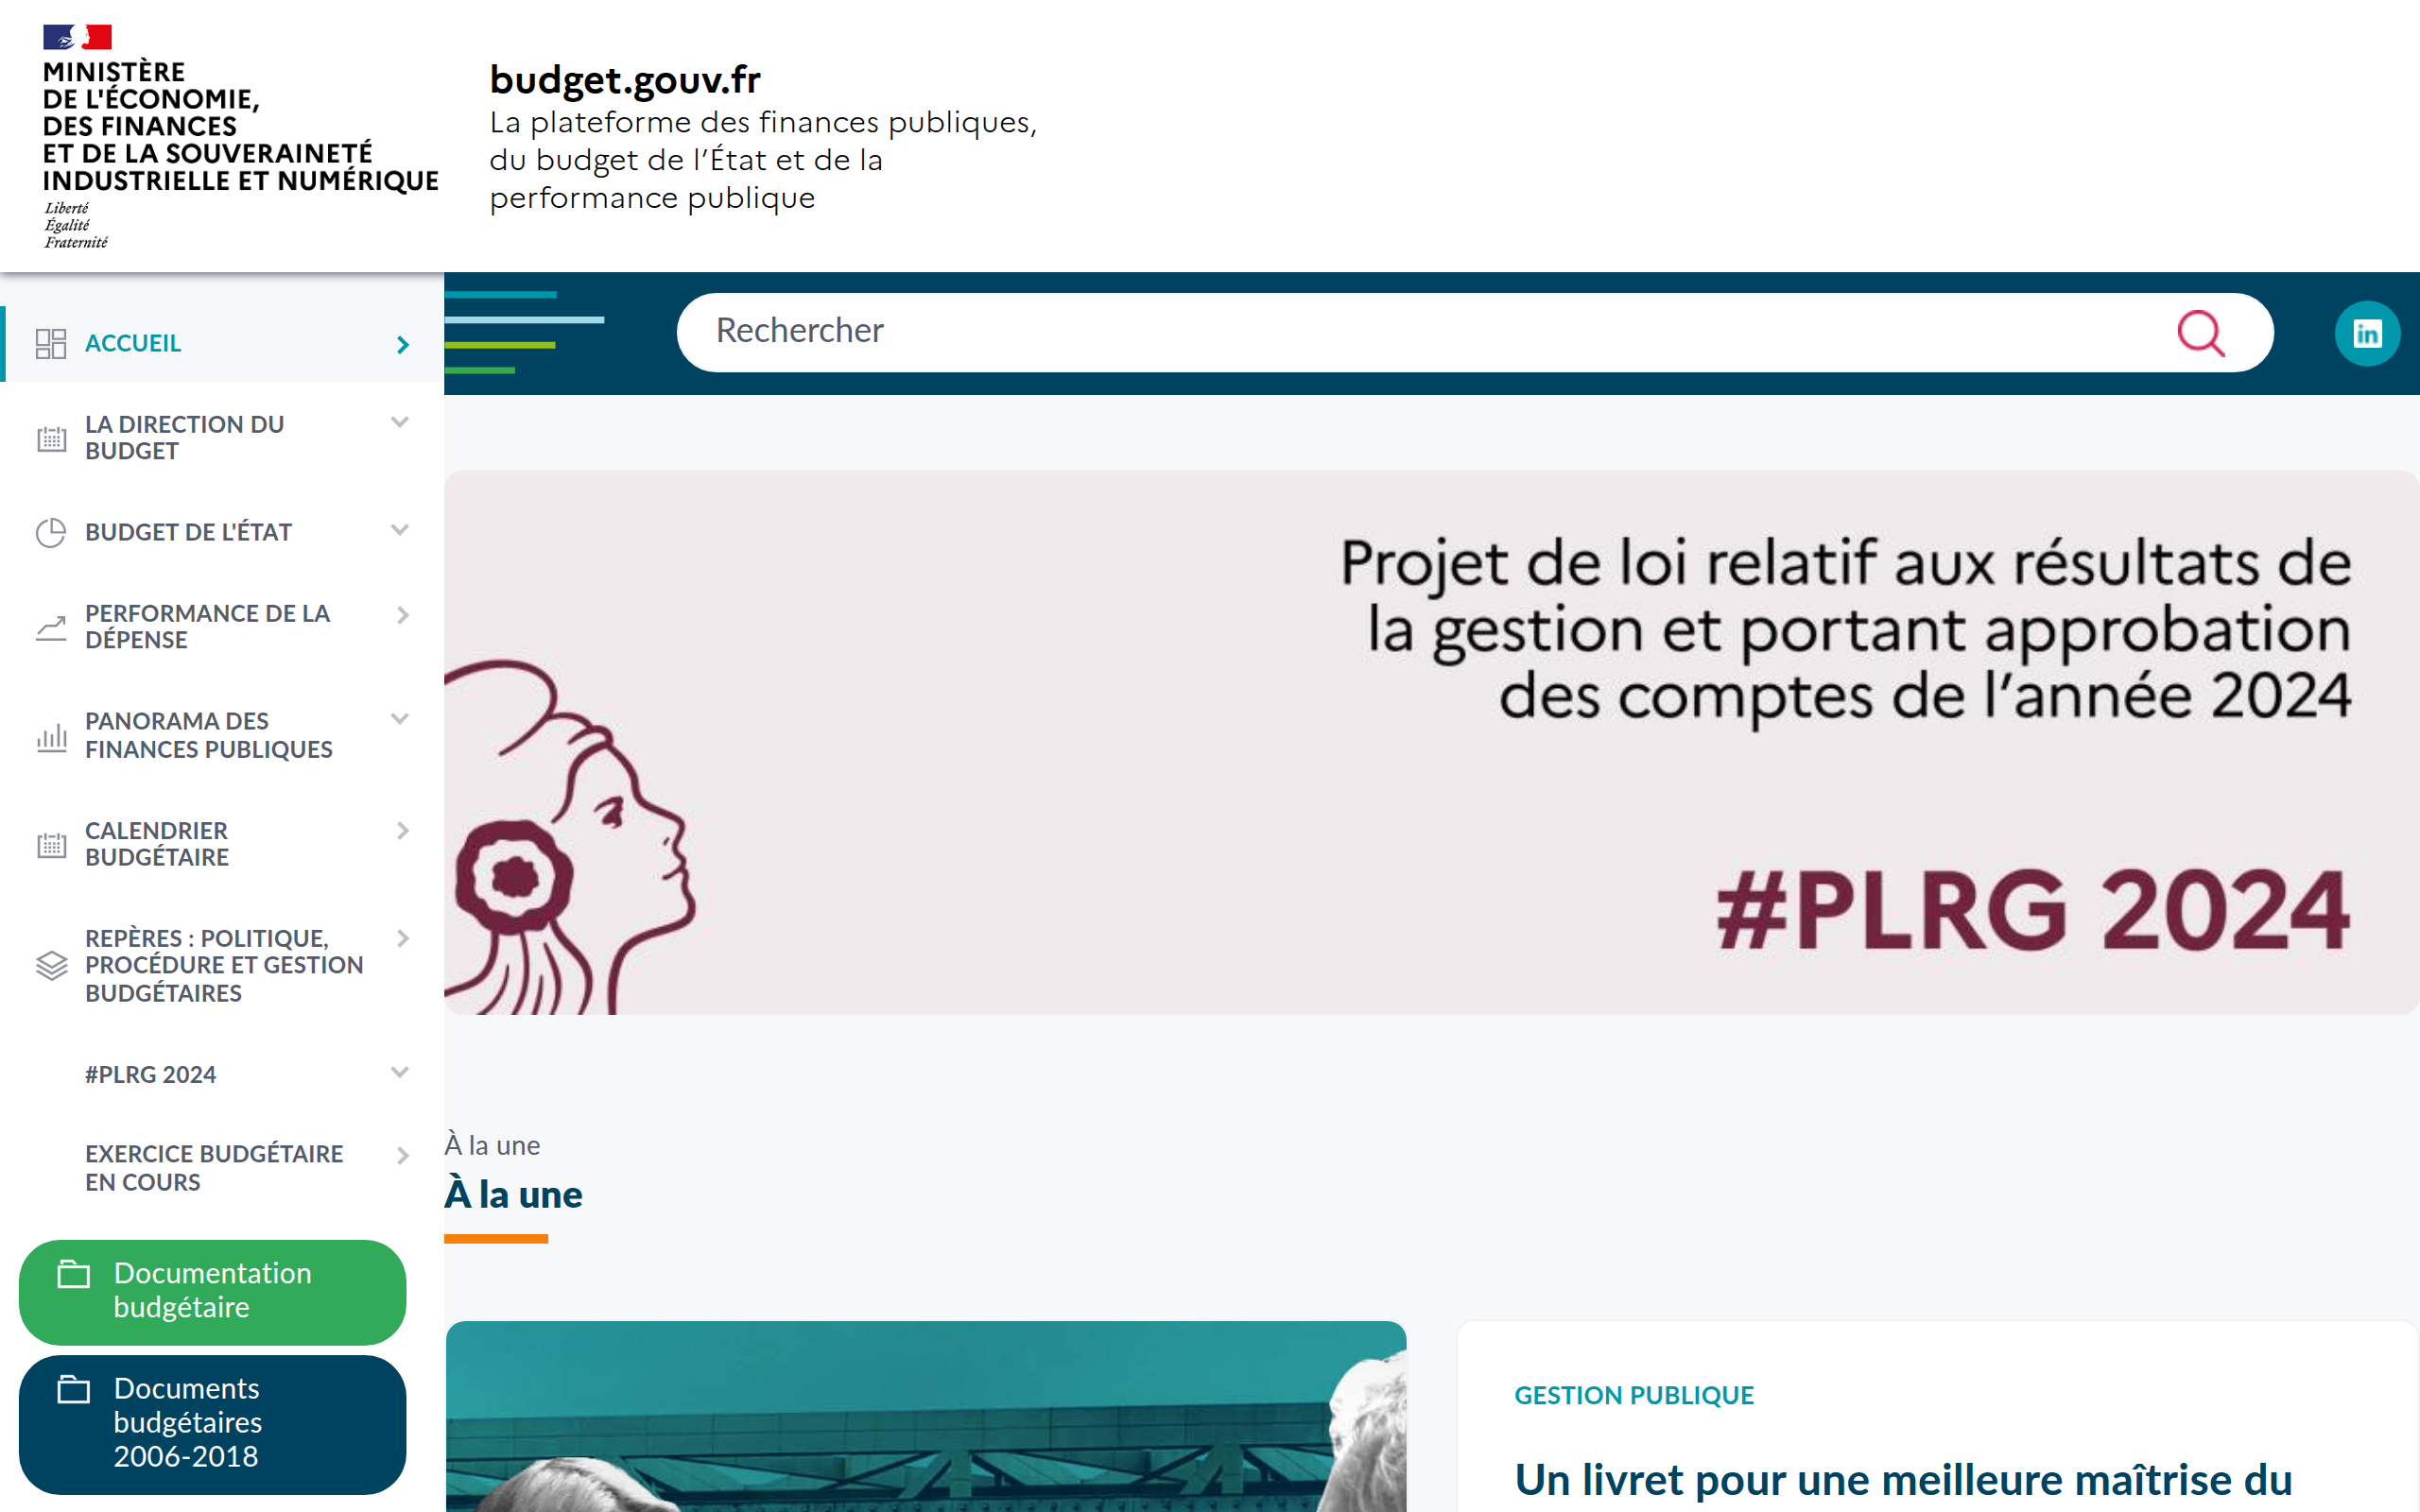 MINISTÈRE
DE L'ÉCONOMIE,
DES FINANCES
ET DE LA SOUVERAINETÉ
INDUSTRIELLE ET NUMÉRIQUE
Liberté
Égalité
Fraternité
budget.gouv.fr
La plateforme des finances publiques,
du budget de l’État et de la
performance publique
Rechercher
in
ACCUEIL
LA DIRECTION DU
BUDGET
BUDGET DE L'ÉTAT
PERFORMANCE DE LA
DÉPENSE
PANORAMA DES
FINANCES PUBLIQUES
CALENDRIER
BUDGÉTAIRE
REPÈRES : POLITIQUE,
PROCÉDURE ET GESTION
BUDGÉTAIRES
#PLRG 2024
EXERCICE BUDGÉTAIRE
EN COURS
Documentation
budgétaire
Documents
budgétaires
2006-2018
Projet de loi relatif aux résultats de
la gestion et portant approbation
des comptes de l’année 2024
#PLRG 2024
À la une
À la une
GESTION PUBLIQUE
Un livret pour une meilleure maîtrise du